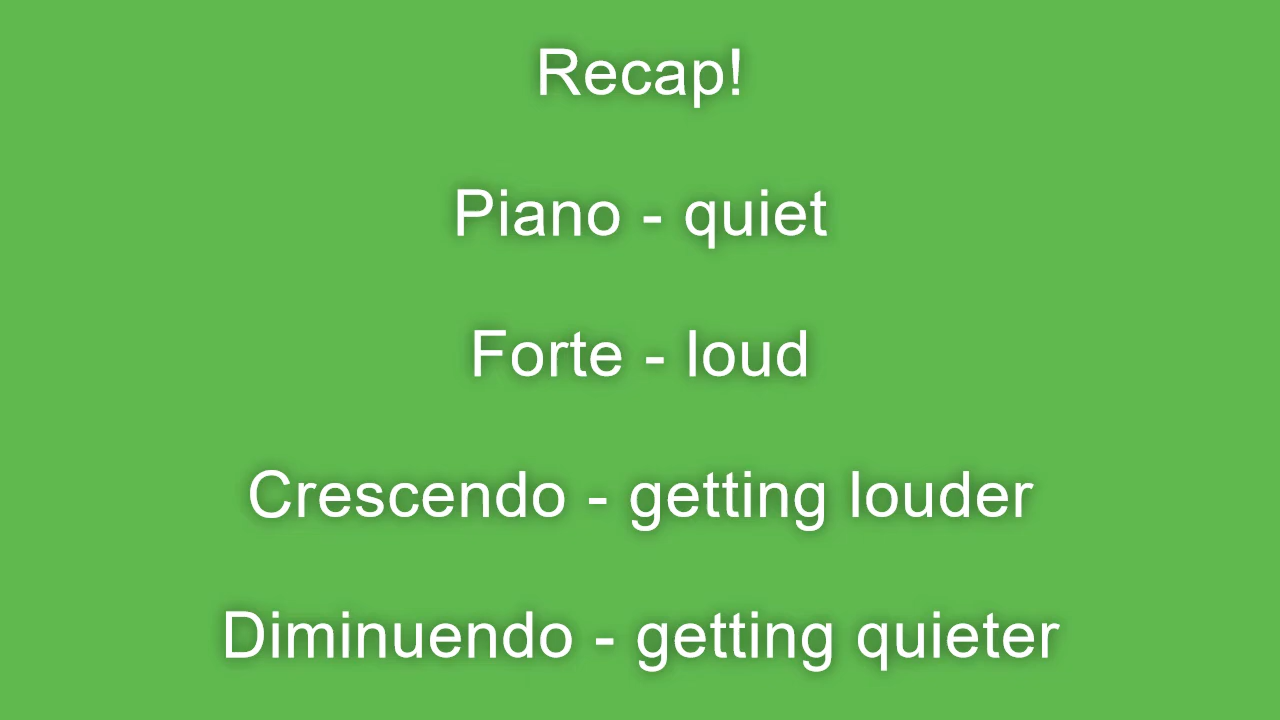 Recap!
Piano - quiet
Forte - loud
Crescendo - getting louder
Diminuendo - getting quieter